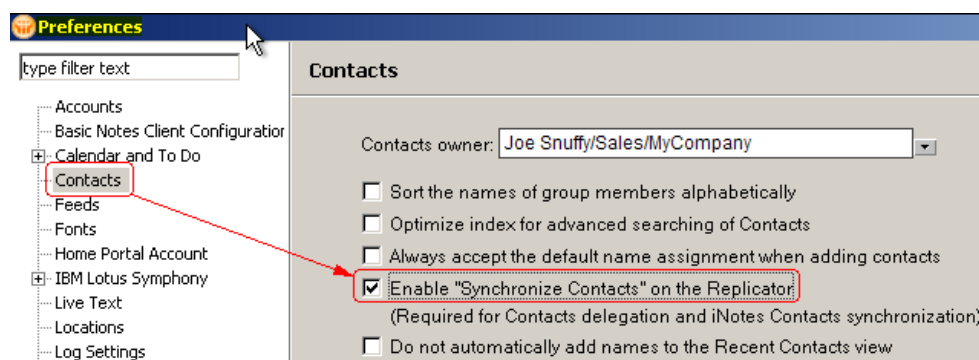 Preferences
type filter text
Accounts
Basic Notes Client Configuration
Calendar and To Do
Contacts
Feeds
Fonts
Home Portal Account
IBM Lotus Symphony
Live Text
Locations
Log Settings
Contacts
Contacts owner: Joe Snuffy/Sales/MyCompany
Sort the names of group members alphabetically
Optimize index for advanced searching of Contacts
Always accept the default name assignment when adding contacts
Enable "Synchronize Contacts" on the Replicator
(Required for Contacts delegation and iNotes Contacts synchronization)
Do not automatically add names to the Recent Contacts view